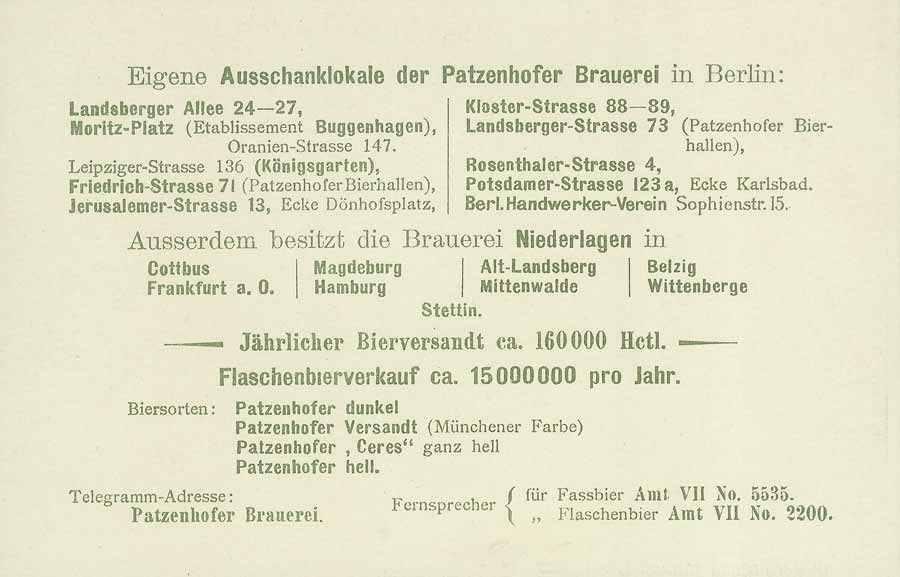 Eigene Ausschanklokale der Patzenhofer Brauerei in Berlin:
Landsberger Allee 24—27,
Moritz-Platz (Etablissement Buggenhagen),
Oranien-Strasse 147.
Leipziger-Strasse 136 (Königsgarten),
Friedrich-Strasse 71 (Patzenhofer Bierhallen),
Jerusalemer-Strasse 13, Ecke Dönhofsplatz,
Kloster-Strasse 88—89,
Landsberger-Strasse 73 (Patzenhofer Bier-
hallen),
Rosenthaler-Strasse 4,
Potsdamer-Strasse 123a, Ecke Karlsbad.
Berl. Handwerker-Verein Sophienstr. 15.
Ausserdem besitzt die Brauerei Niederlagen in
Cottbus Magdeburg Alt-Landsberg Belzig
Frankfurt a. O. Hamburg Mittenwalde Wittenberge
Stettin.
Jährlicher Bierversandt ca. 160000 Hctl.
Flaschenbierverkauf ca. 15000000 pro Jahr.
Biersorten: Patzenhofer dunkel
Patzenhofer Versandt (Münchener Farbe)
Patzenhofer „Ceres“ ganz hell
Patzenhofer hell.
Telegramm-Adresse:
Patzenhofer Brauerei.
Fernsprecher { für Fassbier Amt VII No. 5535.
„ Flaschenbier Amt VII No. 2200.